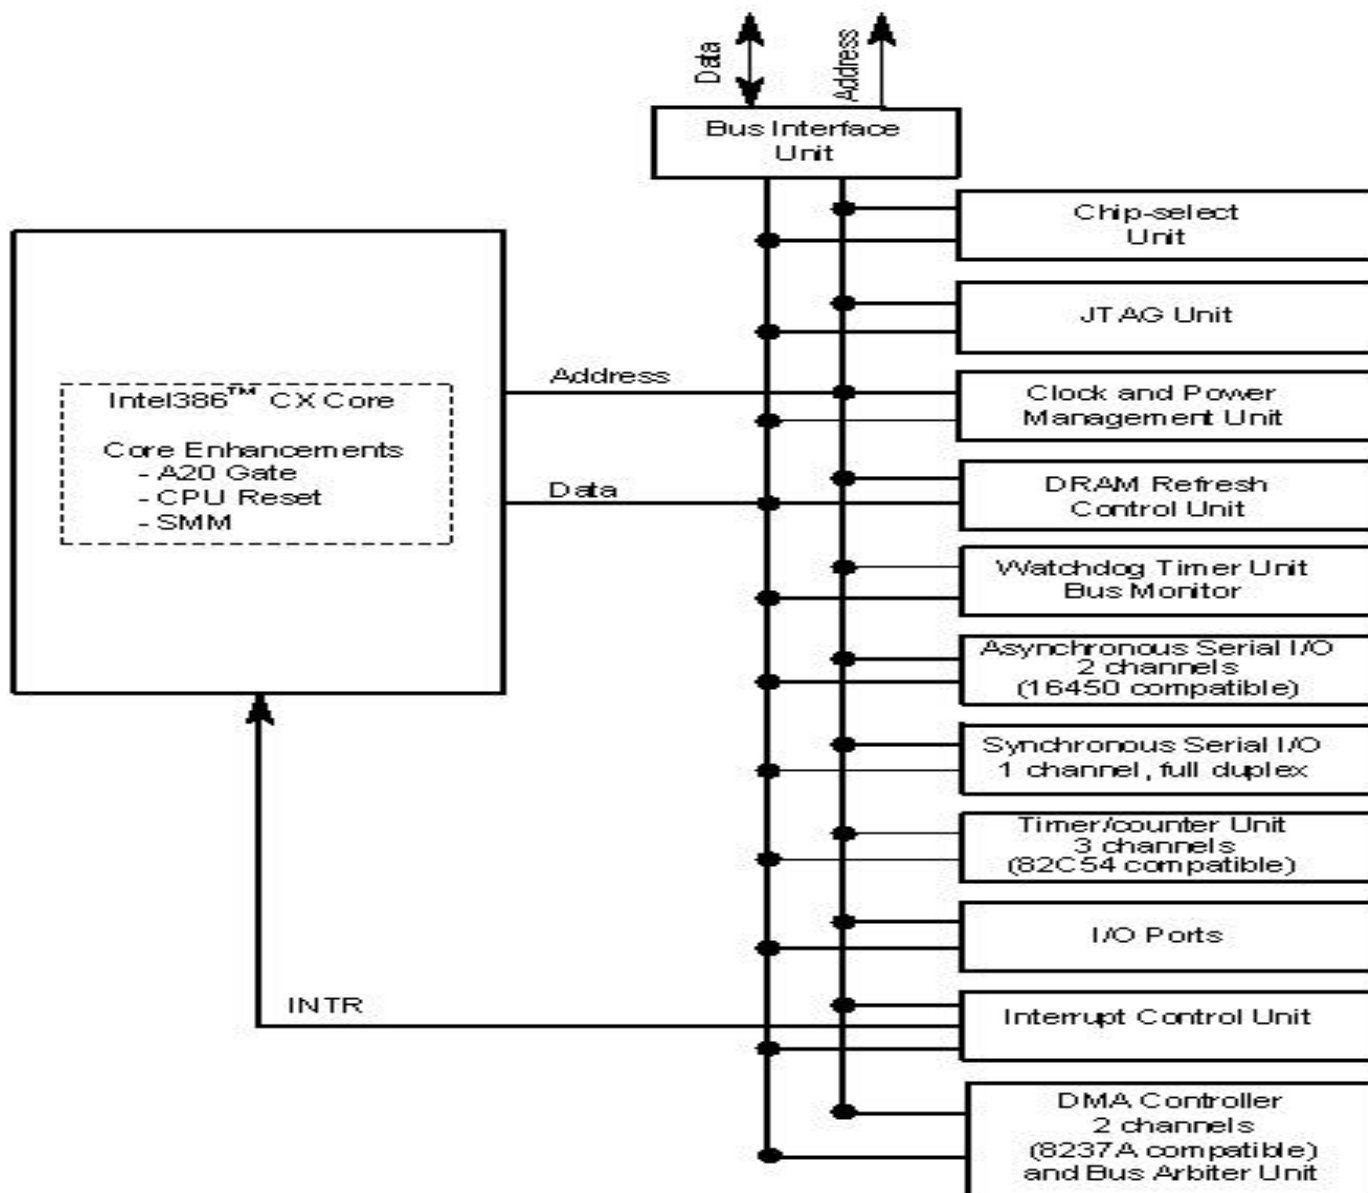 Data
Address
Bus Interface
Unit
Chip-select
Unit
JTAG Unit
Address
Clock and Power
Management Unit
Intel386™ CX Core
Core Enhancements
- A20 Gate
- CPU Reset
- SMM
Data
DRAM Refresh
Control Unit
Watchdog Timer Unit
Bus Monitor
Asynchronous Serial I/O
2 channels
(16450 compatible)
Synchronous Serial I/O
1 channel, full duplex
Timer/counter Unit
3 channels
(82C54 compatible)
I/O Ports
INTR
Interrupt Control Unit
DMA Controller
2 channels
(8237A compatible)
and Bus Arbiter Unit